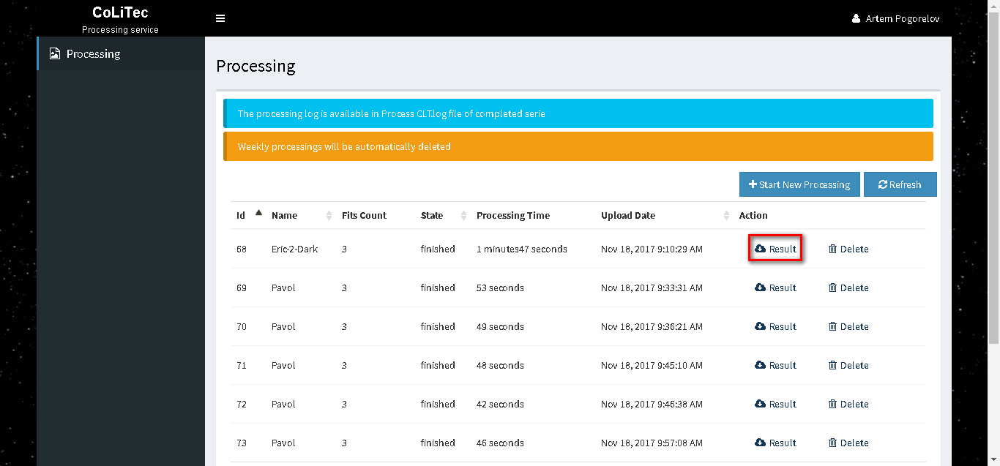 CoLiTec
Processing service
Artem Pogorelov
Processing
Processing
The processing log is available in Process CLT.log file of completed serie
Weekly processings will be automatically deleted
Start New Processing Refresh
Id Name Fits Count State Processing Time Upload Date Action
68 Eric-2-Dark 3 finished 1 minutes47 seconds Nov 18, 2017 9:10:29 AM Result Delete
69 Pavol 3 finished 53 seconds Nov 18, 2017 9:33:31 AM Result Delete
70 Pavol 3 finished 49 seconds Nov 18, 2017 9:36:21 AM Result Delete
71 Pavol 3 finished 48 seconds Nov 18, 2017 9:45:10 AM Result Delete
72 Pavol 3 finished 42 seconds Nov 18, 2017 9:46:38 AM Result Delete
73 Pavol 3 finished 46 seconds Nov 18, 2017 9:57:08 AM Result Delete